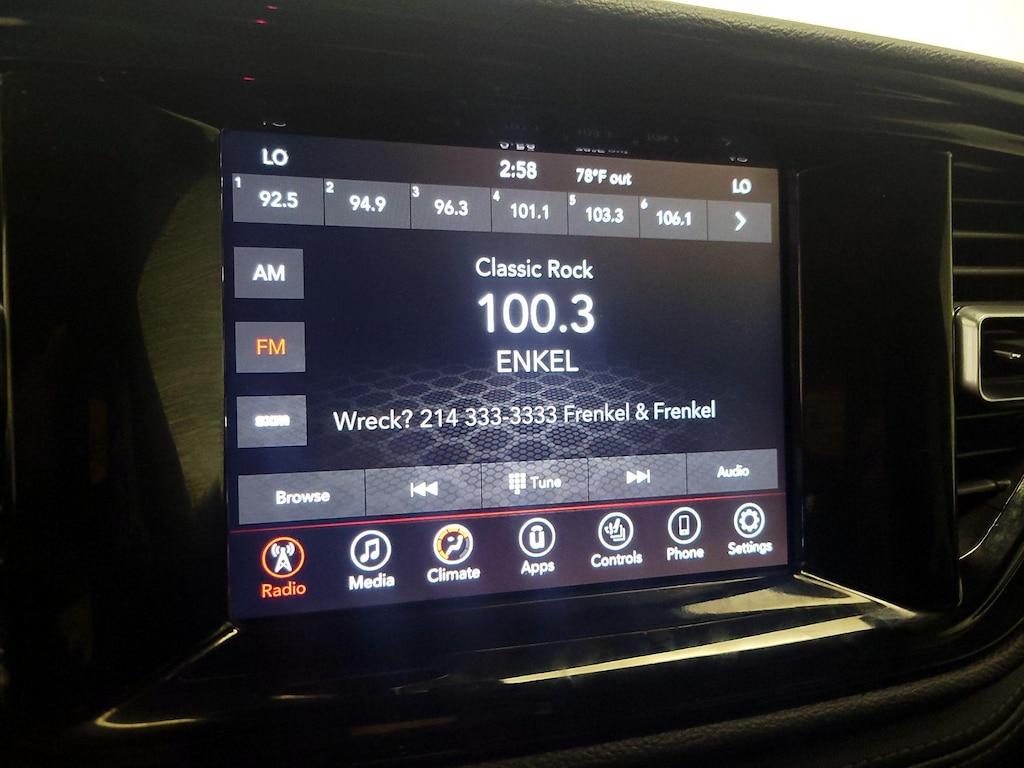 LO 2:58 78°F out LO
1 92.5 2 94.9 3 96.3 4 101.1 5 103.3 6 106.1
AM
Classic Rock
100.3
FM
ENKEL
Wreck? 214 333-3333 Frenkel & Frenkel
Browse Tune Audio
Radio Media Climate Apps Controls Phone Settings